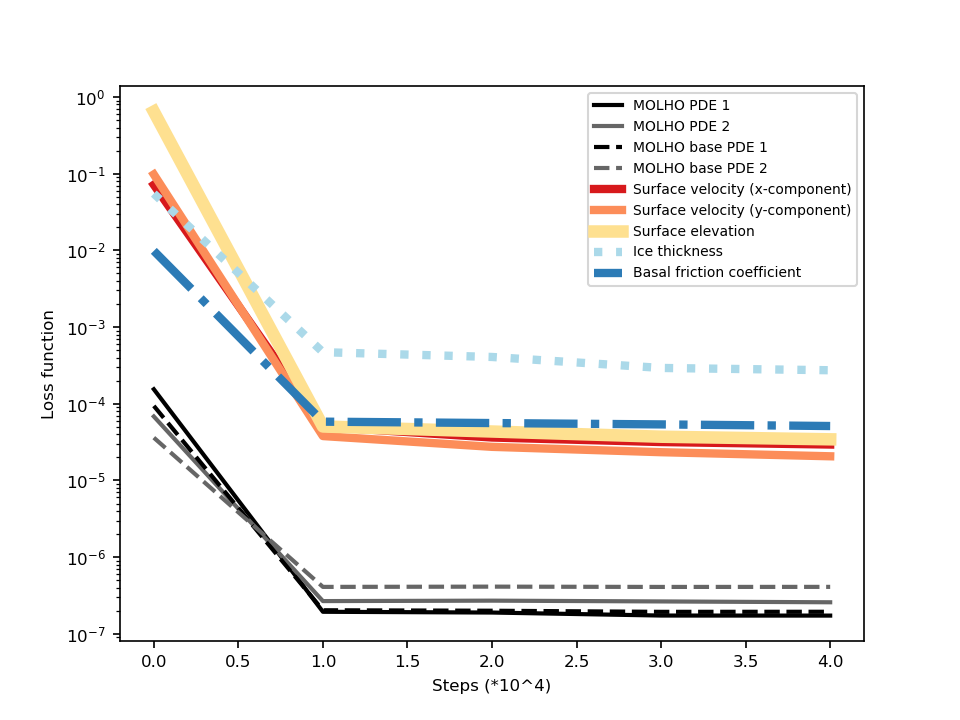 10^0
10^-1
10^-2
10^-3
10^-4
10^-5
10^-6
10^-7
Loss function
MOLHO PDE 1
MOLHO PDE 2
MOLHO base PDE 1
MOLHO base PDE 2
Surface velocity (x-component)
Surface velocity (y-component)
Surface elevation
Ice thickness
Basal friction coefficient
0.0 0.5 1.0 1.5 2.0 2.5 3.0 3.5 4.0
Steps (*10^4)